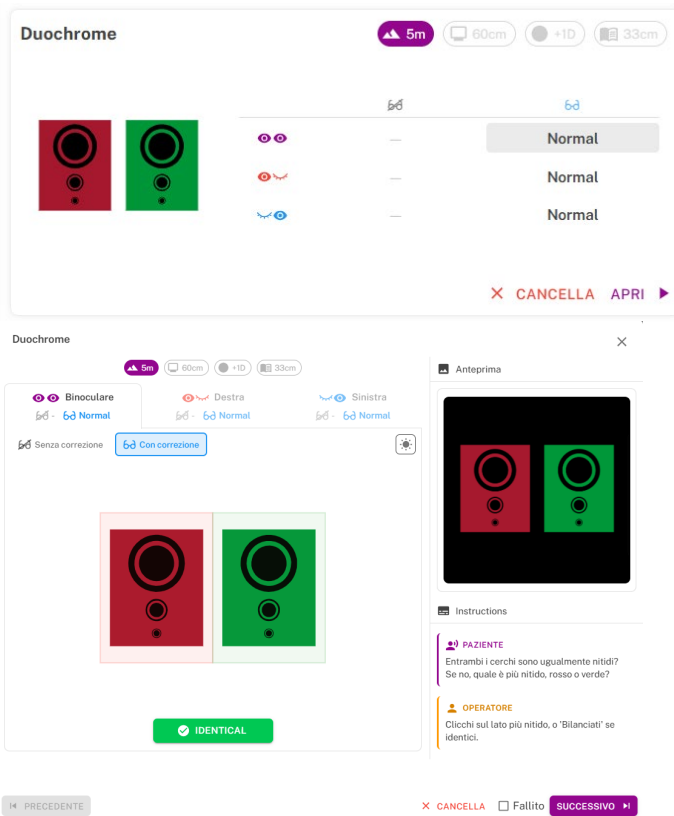 Duochrome
5m
60cm
+1D
33cm
—
Normal
—
Normal
—
Normal
CANCELLA
APRI
Duochrome
5m
60cm
+1D
33cm
Anteprima
Binoculare
Destra
Sinistra
- Normal
- Normal
- Normal
Senza correzione
Con correzione
Instructions
PAZIENTE
Entrambi i cerchi sono ugualmente nitidi?
Se no, quale è più nitido, rosso o verde?
OPERATORE
Clicchi sul lato più nitido, o 'Bilanciati' se
identici.
IDENTICAL
PRECEDENTE
CANCELLA
Fallito
SUCCESSIVO